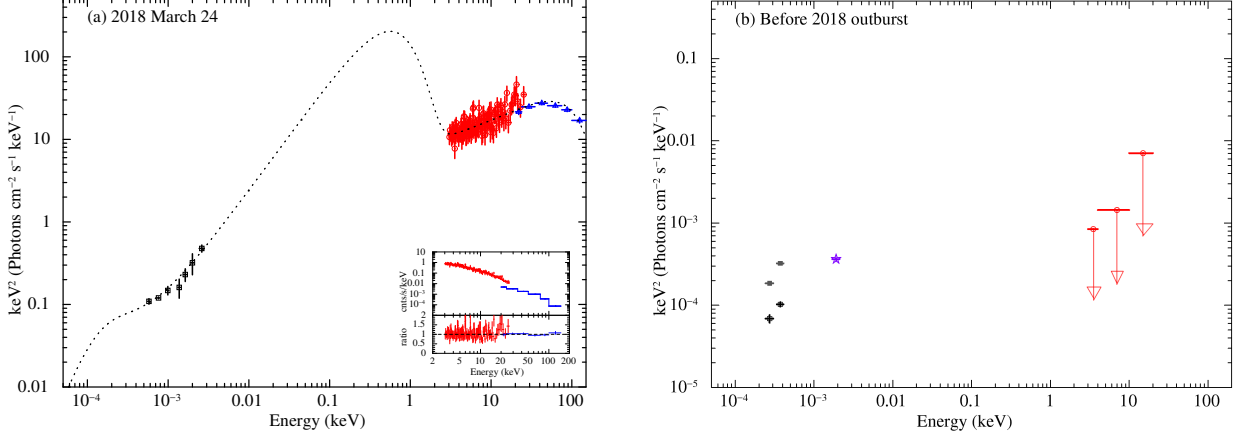 (a) 2018 March 24
keV² (Photons cm⁻² s⁻¹ keV⁻¹)
100
10
1
0.1
0.01
10⁻⁴ 10⁻³ 0.01 0.1 1 10 100
Energy (keV)
cnts/s/keV
10
1
0.1
0.01
10⁻³
10⁻⁴
ratio
1.5
1
0.5
0
2 5 10 20 50 100 200
Energy (keV)
(b) Before 2018 outburst
keV² (Photons cm⁻² s⁻¹ keV⁻¹)
0.1
0.01
10⁻³
10⁻⁴
10⁻⁵
10⁻⁴ 10⁻³ 0.01 0.1 1 10 100
Energy (keV)